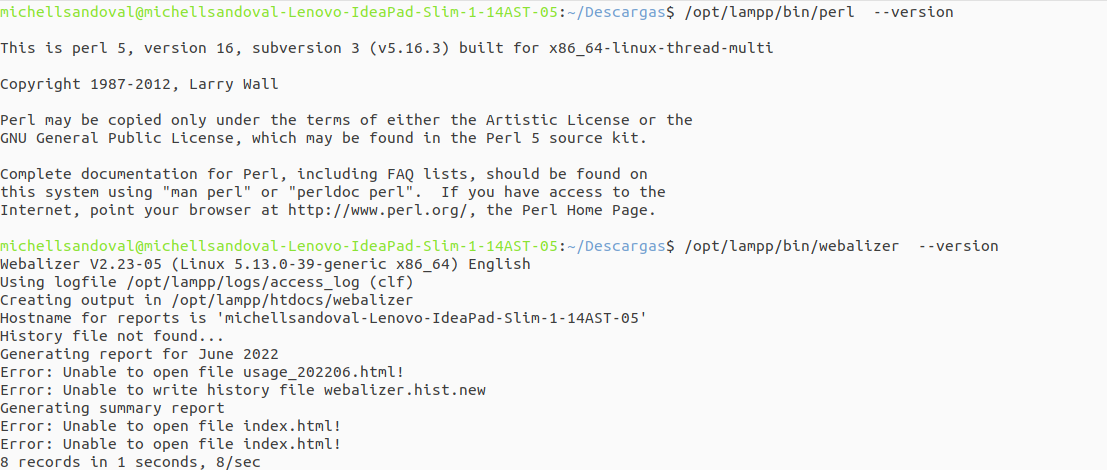 michellsandoval@michellsandoval-Lenovo-IdeaPad-Slim-1-14AST-05:~/Descargas$ /opt/lampp/bin/perl  --version
This is perl 5, version 16, subversion 3 (v5.16.3) built for x86_64-linux-thread-multi
Copyright 1987-2012, Larry Wall
Perl may be copied only under the terms of either the Artistic License or the
GNU General Public License, which may be found in the Perl 5 source kit.
Complete documentation for Perl, including FAQ lists, should be found on
this system using "man perl" or "perldoc perl".  If you have access to the
Internet, point your browser at http://www.perl.org/, the Perl Home Page.
michellsandoval@michellsandoval-Lenovo-IdeaPad-Slim-1-14AST-05:~/Descargas$ /opt/lampp/bin/webalizer  --version
Webalizer V2.23-05 (Linux 5.13.0-39-generic x86_64) English
Using logfile /opt/lampp/logs/access_log (clf)
Creating output in /opt/lampp/htdocs/webalizer
Hostname for reports is 'michellsandoval-Lenovo-IdeaPad-Slim-1-14AST-05'
History file not found...
Generating report for June 2022
Error: Unable to open file usage_202206.html!
Error: Unable to write history file webalizer.hist.new
Generating summary report
Error: Unable to open file index.html!
Error: Unable to open file index.html!
8 records in 1 seconds, 8/sec